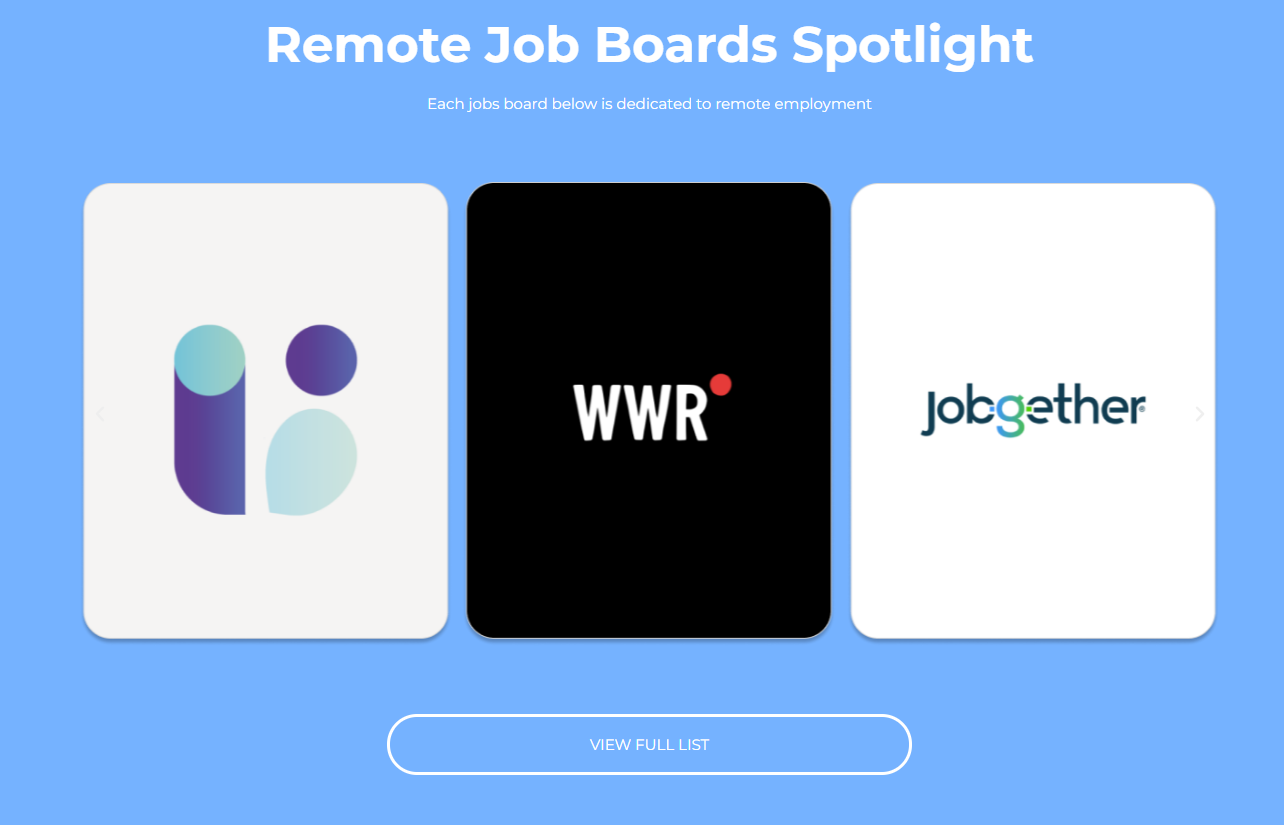 Remote Job Boards Spotlight
Each jobs board below is dedicated to remote employment
WWR
Jobgether®
VIEW FULL LIST